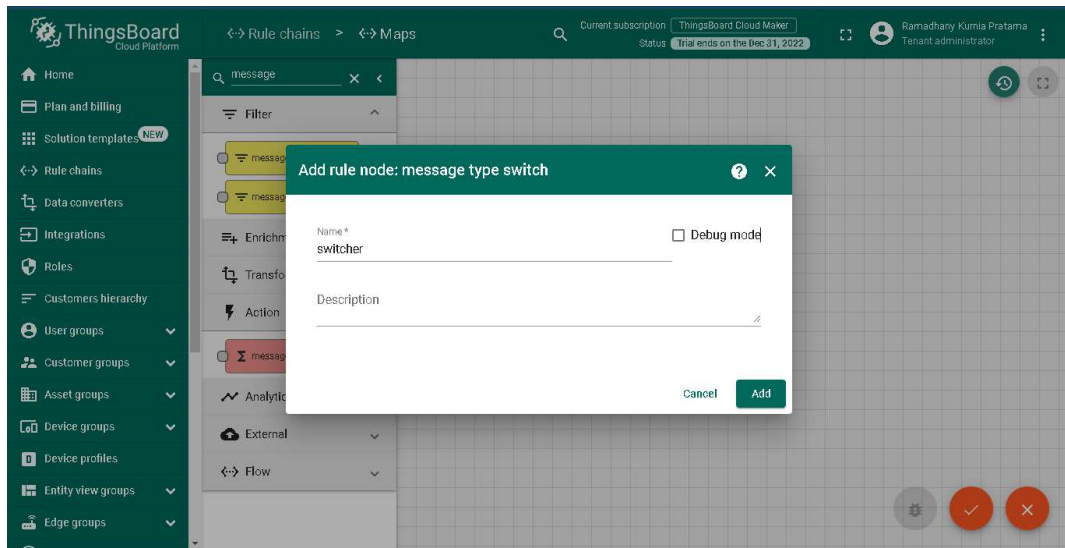 ThingsBoard
Cloud Platform
Rule chains > Maps
Current subscription ThingsBoard Cloud Maker
Status Trial ends on the Dec 31, 2022
Ramadhany Kurnia Pratama
Tenant administrator
Home
Plan and billing
Solution templates NEW
Rule chains
Data converters
Integrations
Roles
Customers hierarchy
User groups
Customer groups
Asset groups
Device groups
Device profiles
Entity view groups
Edge groups
message
Filter
messag
messag
Enrichm
Transfo
Action
messag
Analytic
External
Flow
Add rule node: message type switch
Name *
switcher
Debug mode
Description
Cancel
Add